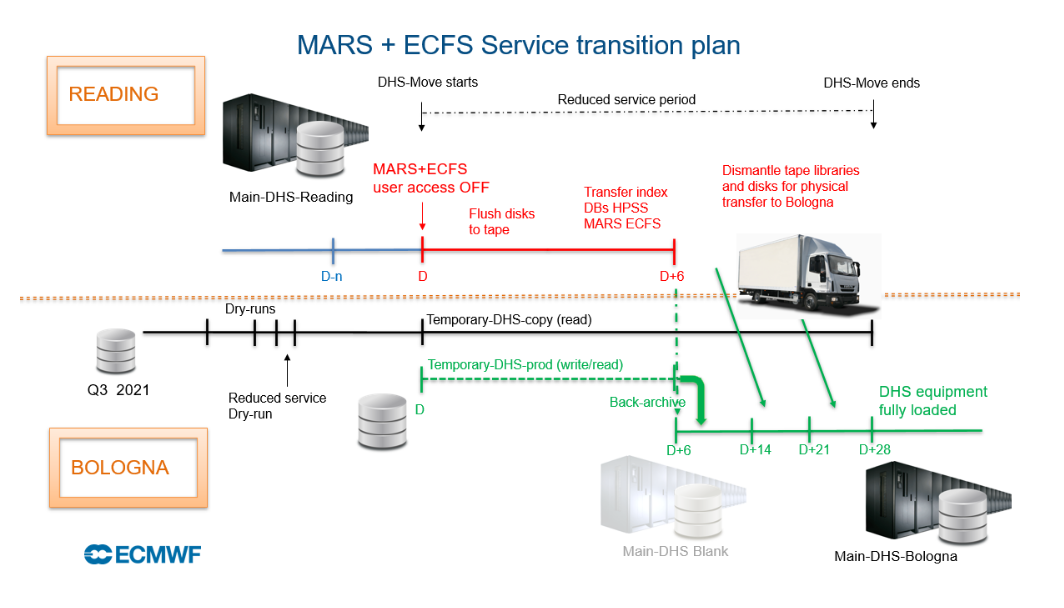 MARS + ECFS Service transition plan
READING
DHS-Move starts
DHS-Move ends
Reduced service period
Main-DHS-Reading
MARS+ECFS
user access OFF
Flush disks
to tape
Transfer index
DBs HPSS
MARS ECFS
Dismantle tape libraries
and disks for physical
transfer to Bologna
D-n
D
D+6
Dry-runs
Temporary-DHS-copy (read)
Q3 2021
Reduced service
Dry-run
Temporary-DHS-prod (write/read)
D
Back-archive
DHS equipment
fully loaded
D+6
D+14
D+21
D+28
BOLOGNA
Main-DHS Blank
Main-DHS-Bologna
ECMWF